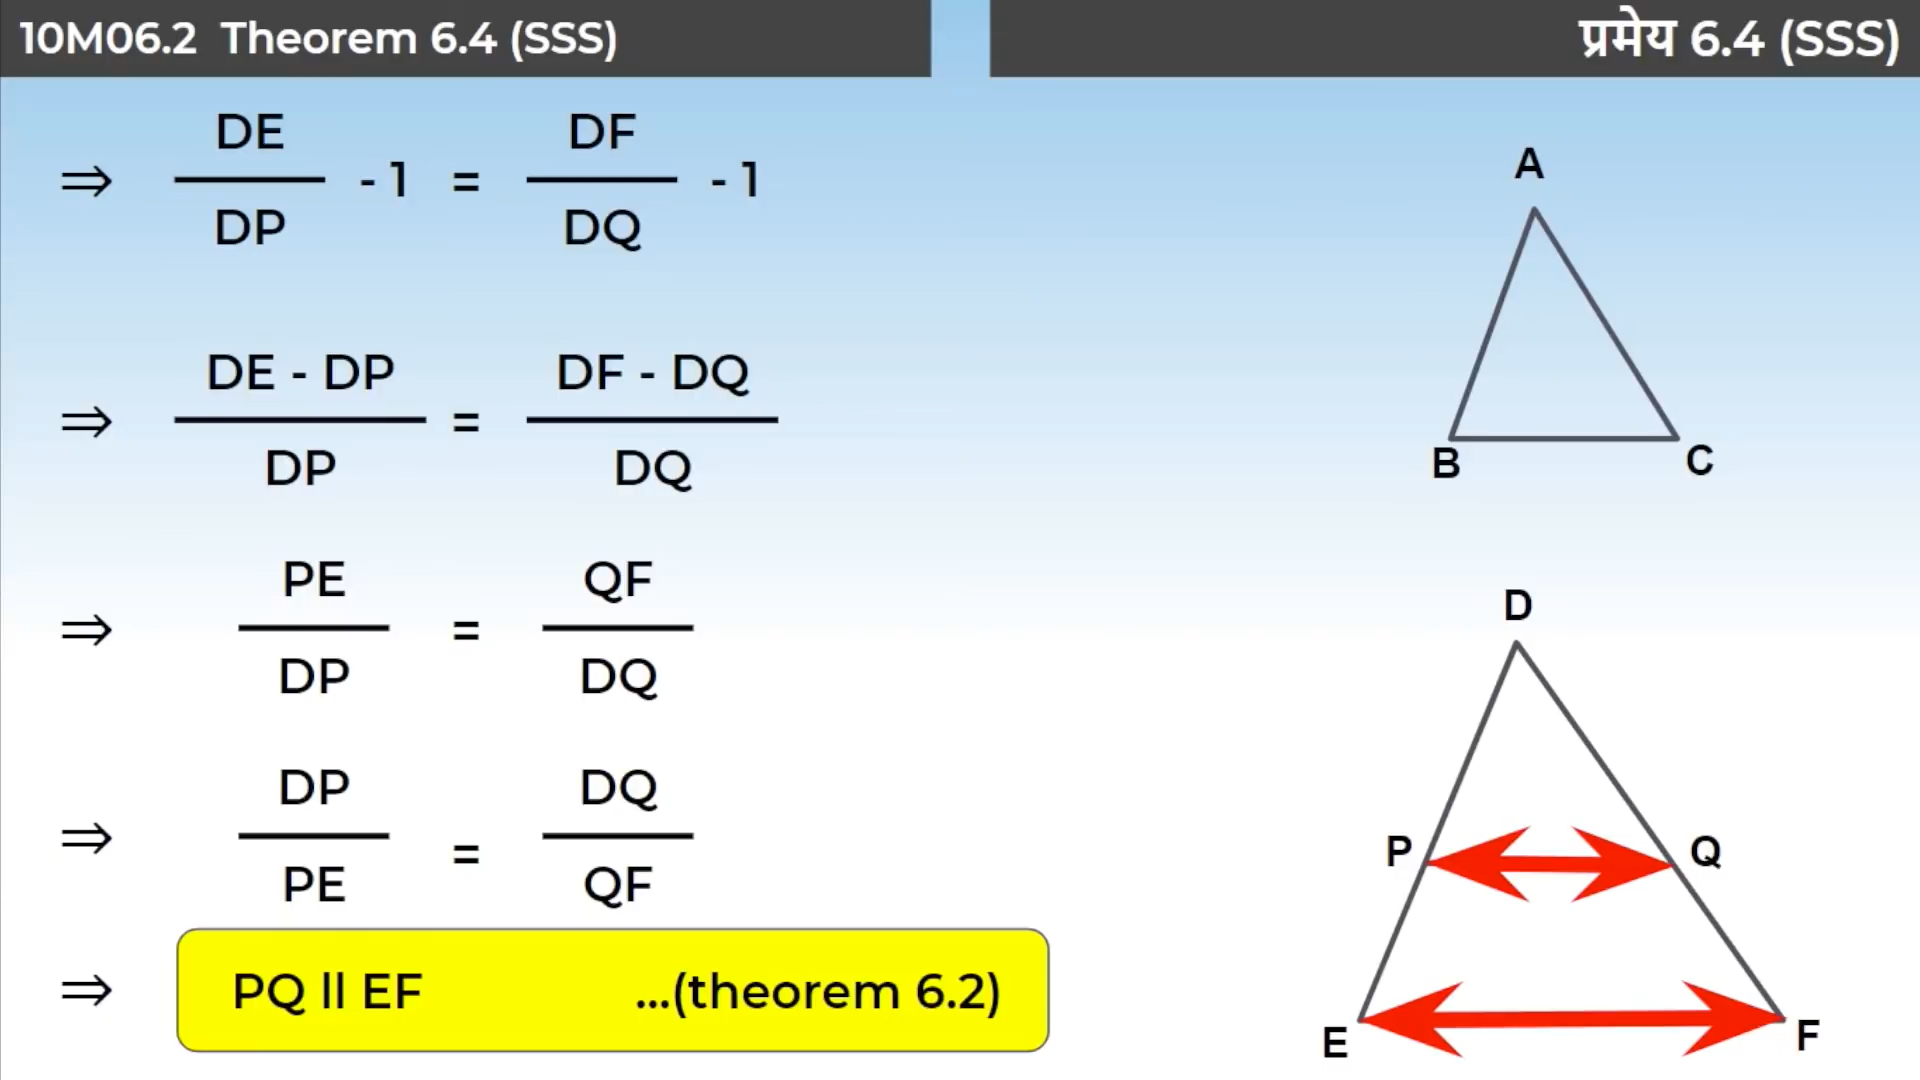 10M06.2 Theorem 6.4 (SSS)
प्रमेय 6.4 (SSS)
⇒ DE/DP - 1 = DF/DQ - 1
⇒ DE - DP/DP = DF - DQ/DQ
⇒ PE/DP = QF/DQ
⇒ DP/PE = DQ/QF
⇒ PQ ll EF ...(theorem 6.2)
A
B
C
D
P
Q
E
F